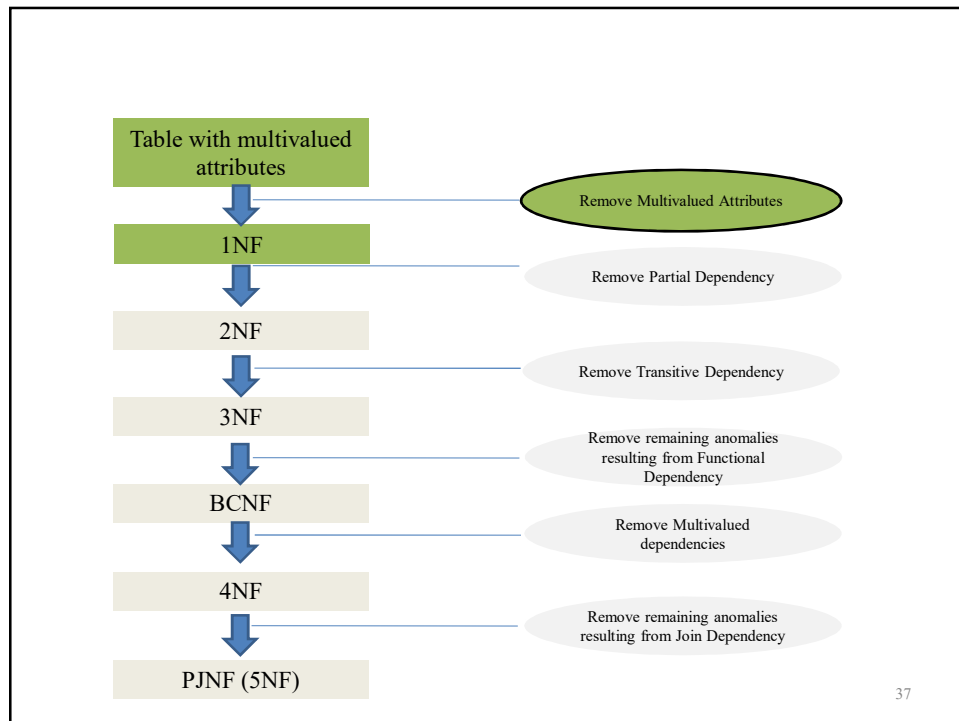 Table with multivalued
attributes
Remove Multivalued Attributes
1NF
Remove Partial Dependency
2NF
Remove Transitive Dependency
3NF
Remove remaining anomalies
resulting from Functional
Dependency
BCNF
Remove Multivalued
dependencies
4NF
Remove remaining anomalies
resulting from Join Dependency
PJNF (5NF)
37